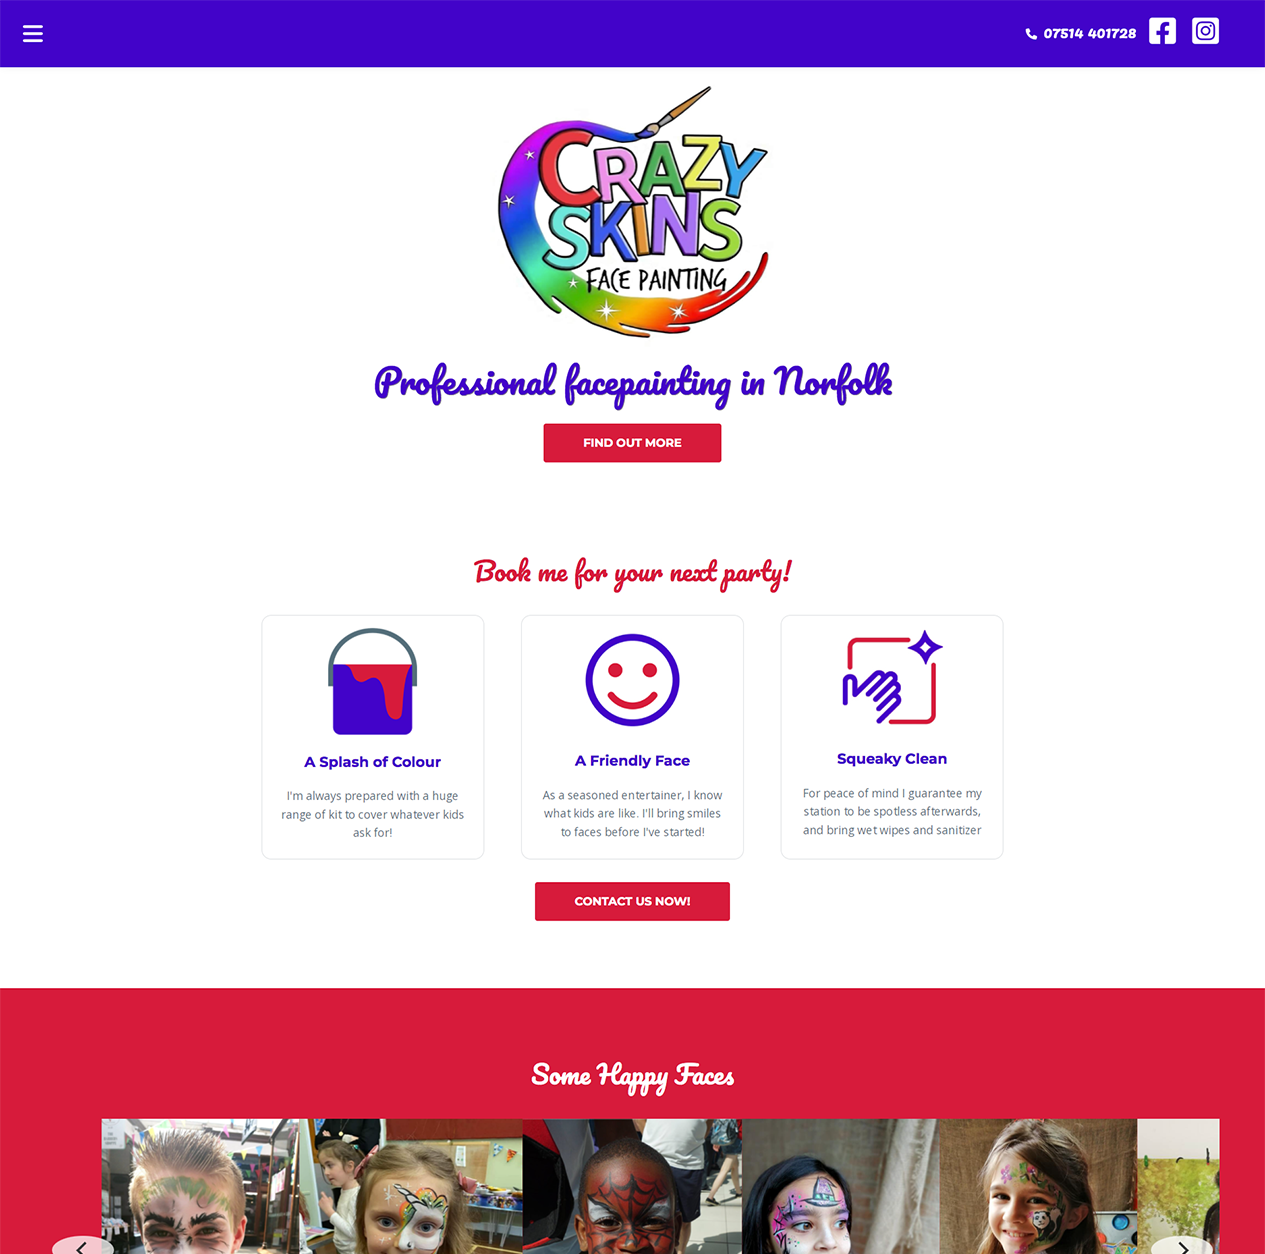 07514 401728
CRAZY
SKINS
FACE PAINTING
Professional facepainting in Norfolk
FIND OUT MORE
Book me for your next party!
A Splash of Colour
I'm always prepared with a huge
range of kit to cover whatever kids
ask for!
A Friendly Face
As a seasoned entertainer, I know
what kids are like. I'll bring smiles
to faces before I've started!
Squeaky Clean
For peace of mind I guarantee my
station to be spotless afterwards,
and bring wet wipes and sanitizer
CONTACT US NOW!
Some Happy Faces